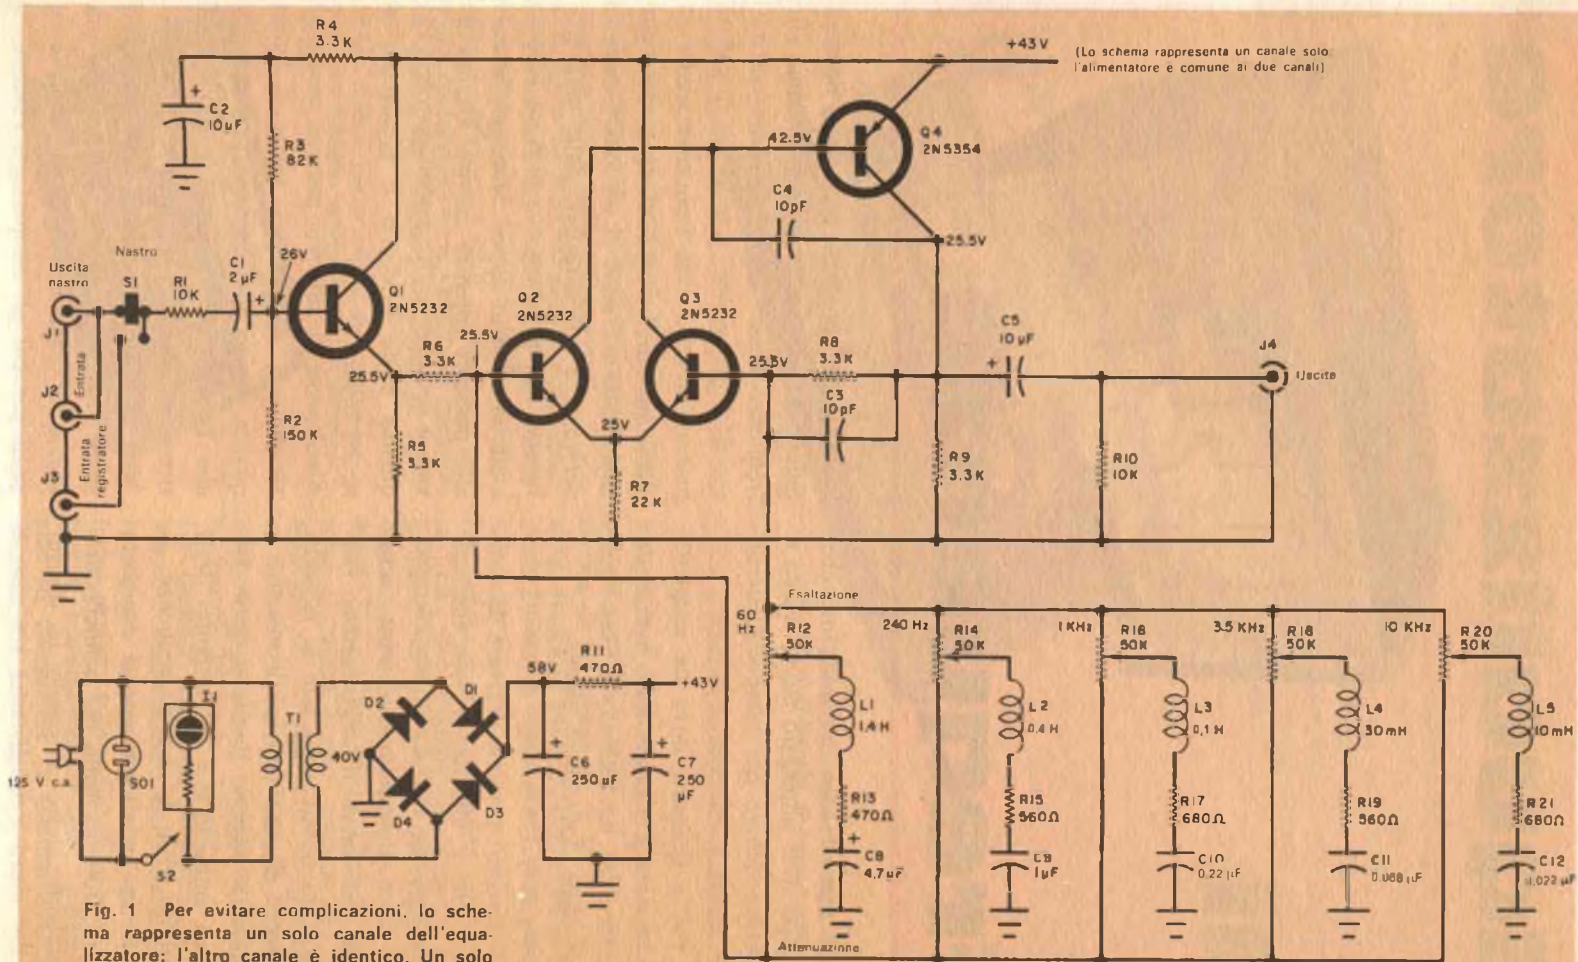 R4
3.3K
+43V
(Lo schema rappresenta un canale solo
l'alimentatore è comune ai due canali)
C2
10µF
+
R3
82K
42.5V
Q4
2N5354
C4
10pF
25.5V
Uscita
nastro
Nastro
S1
R1
10K
C1
2µF
+
26V
Q1
2N5232
Q2
2N5232
Q3
2N5232
J1
J2
J3
Entrata
Entrata
registratore
R6
3.3K
25.5V
25.5V
25.5V
R8
3.3K
C3
10pF
C5
10µF
+
J4
Uscita
R2
150K
R5
3.3K
25V
R7
22K
R9
3.3K
R10
10K
Esaltazione
60
Hz
R12
50K
240 Hz
R14
50K
1KHz
R16
50K
3.5KHz
R18
50K
10 KHz
R20
50K
L1
1.4H
L2
0.4H
L3
0,1H
L4
30mH
L5
10mH
R13
470Ω
R15
560Ω
R17
680Ω
R19
560Ω
R21
680Ω
+
C8
4.7µF
C9
1µF
C10
0.22µF
C11
0.068µF
C12
0,022µF
Attenuazione
125 V c.a.
SO1
I1
S2
T1
40V
D2
D1
D4
D3
58V
R11
470Ω
+43V
+
C6
250µF
+
C7
250
µF
Fig. 1 Per evitare complicazioni, lo sche-
ma rappresenta un solo canale dell'equa-
lizzatore; l'altro canale è identico. Un solo